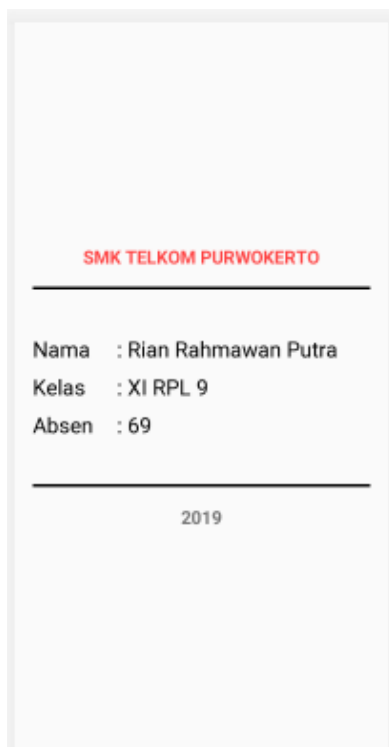 SMK TELKOM PURWOKERTO
Nama : Rian Rahmawan Putra
Kelas : XI RPL 9
Absen : 69
2019